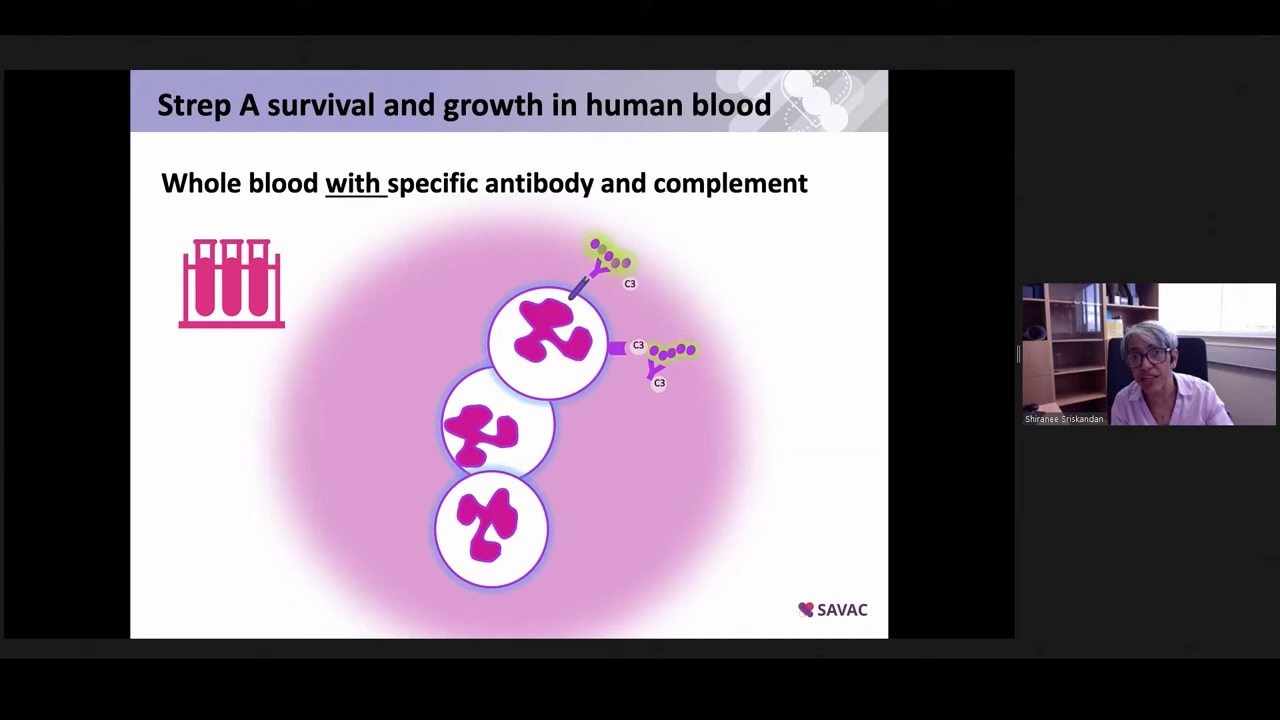 Strep A survival and growth in human blood
Whole blood with specific antibody and complement
C3
C3
C3
Shiranee Sriskandan
SAVAC